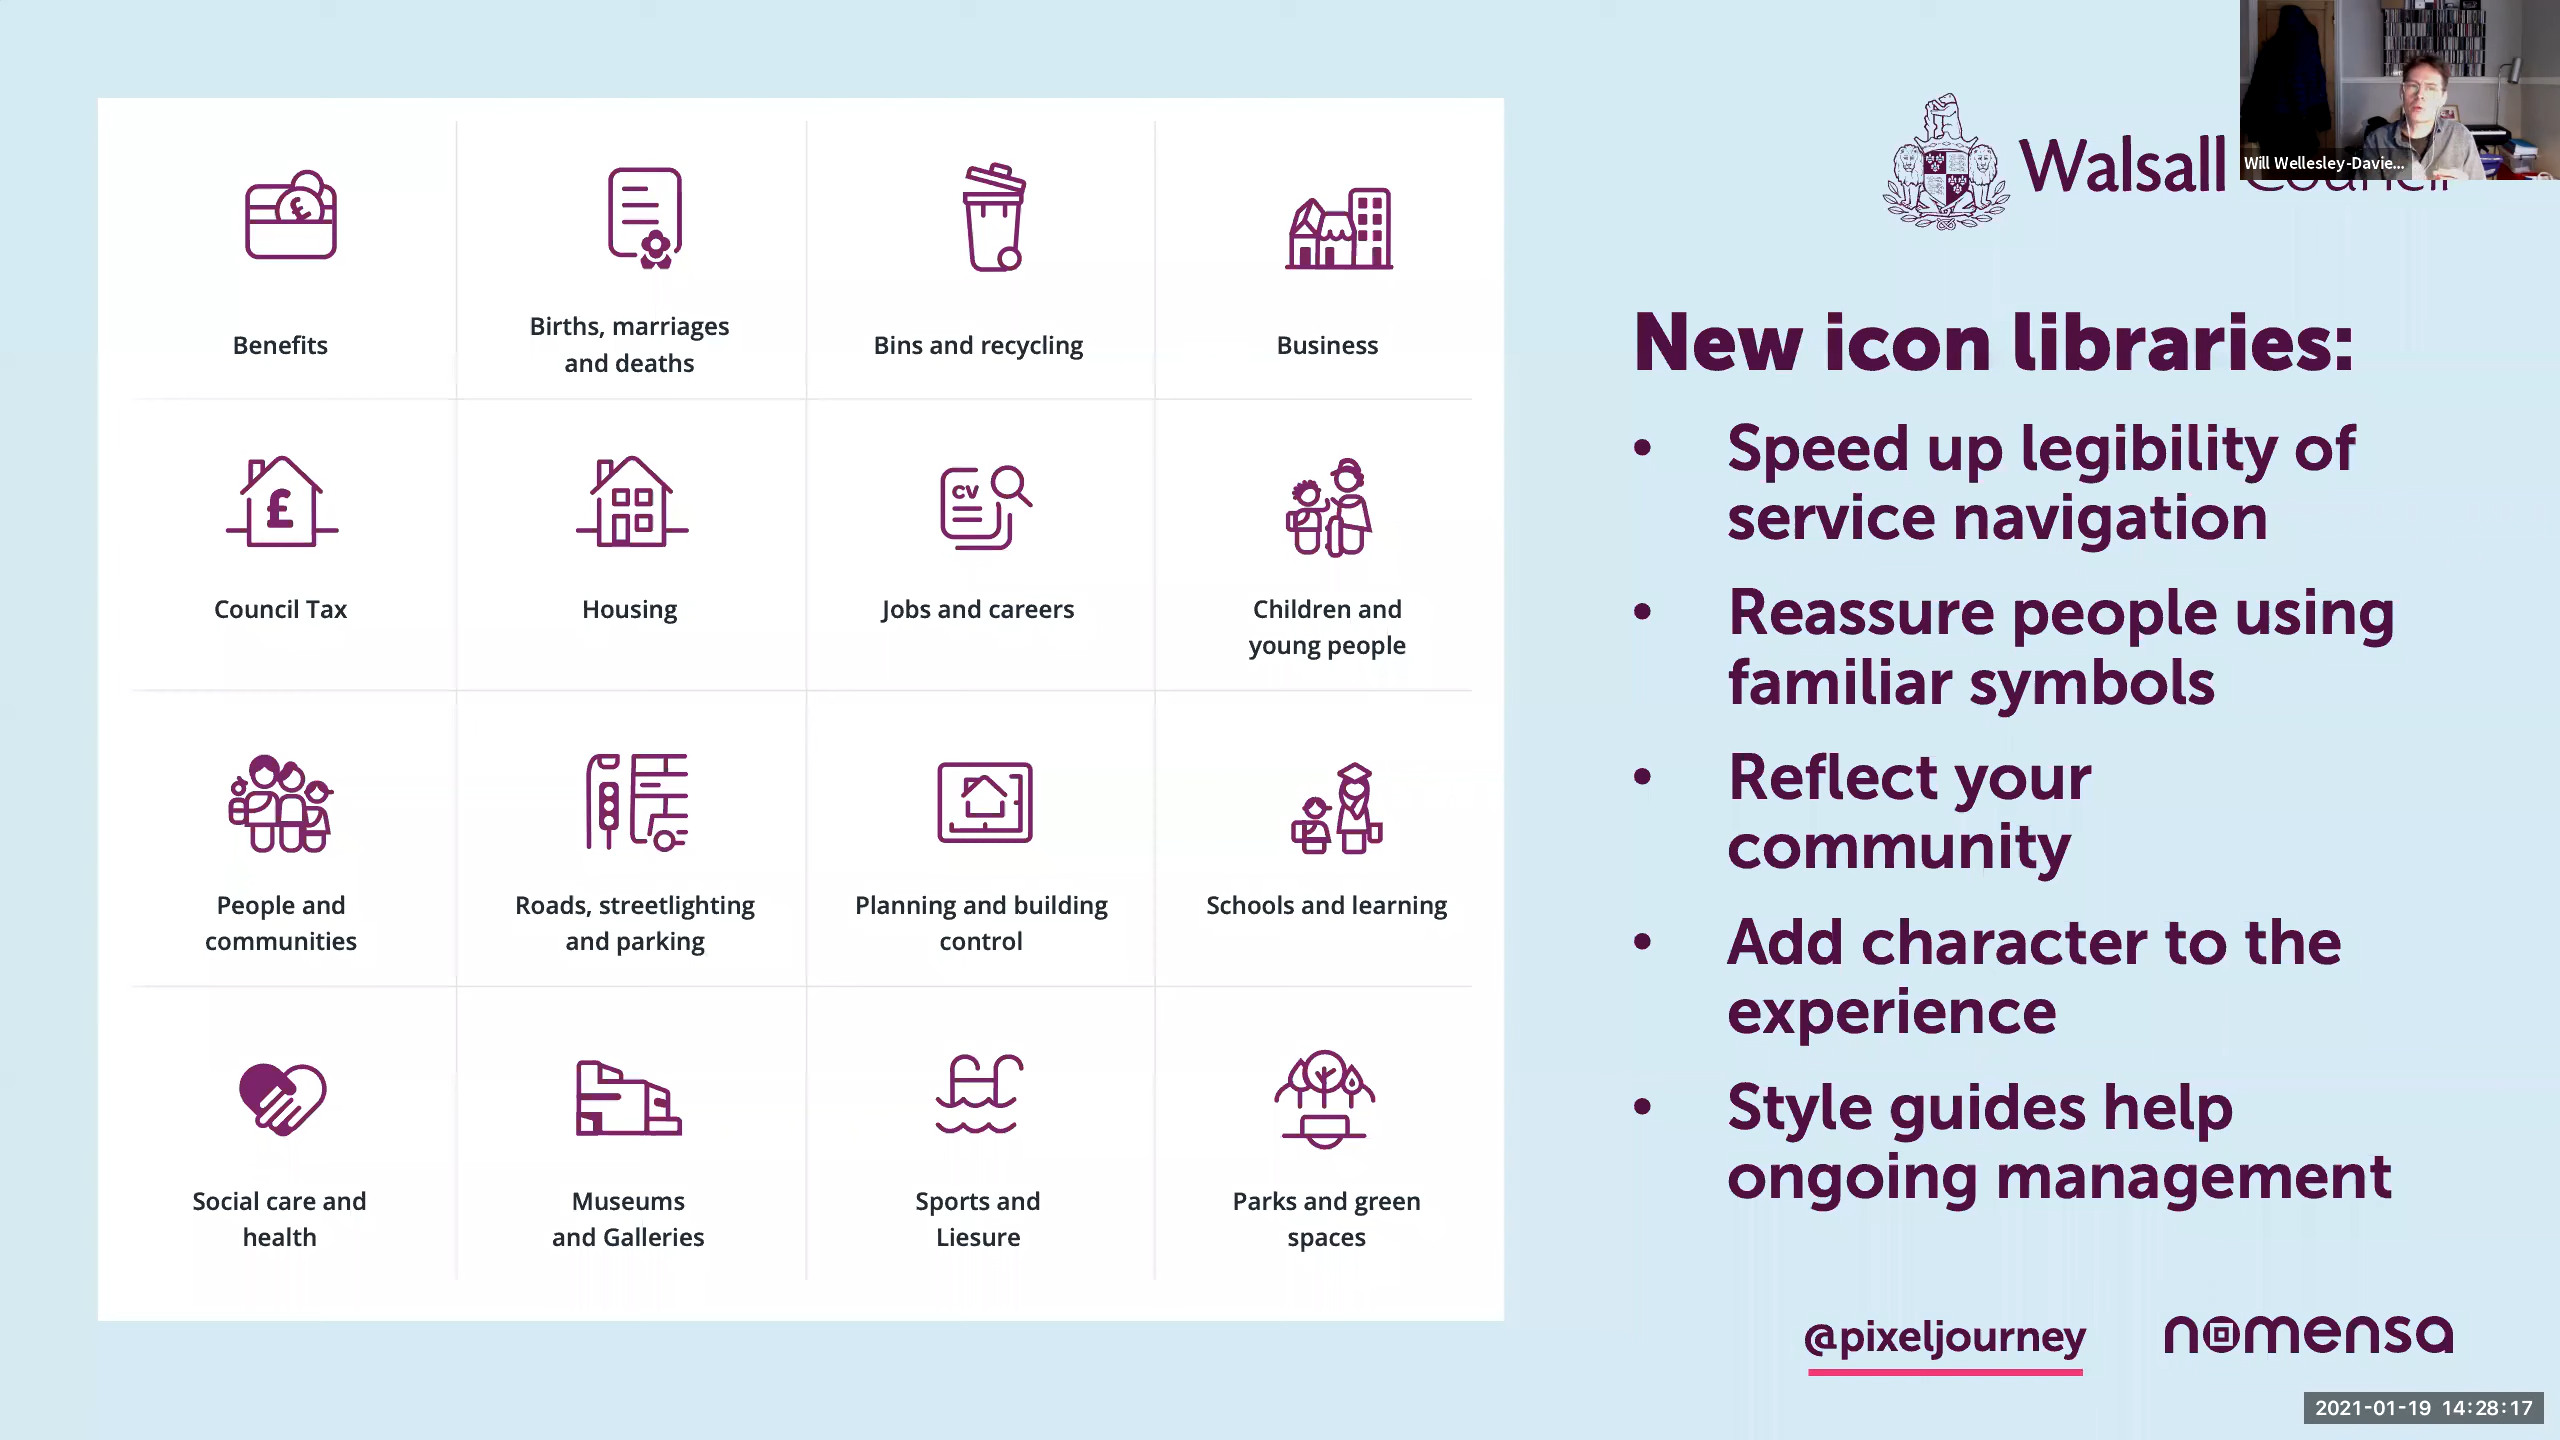 £
Benefits
Births, marriages
and deaths
Bins and recycling
Business
£
Council Tax
Housing
CV
Jobs and careers
Children and
young people
People and
communities
Roads, streetlighting
and parking
Planning and building
control
Schools and learning
Social care and
health
Museums
and Galleries
Sports and
Liesure
Parks and green
spaces
Walsall Council
Will Wellesley-Davie...
New icon libraries:
• Speed up legibility of
service navigation
• Reassure people using
familiar symbols
• Reflect your
community
• Add character to the
experience
• Style guides help
ongoing management
@pixeljourney
nomensa
2021-01-19 14:28:17